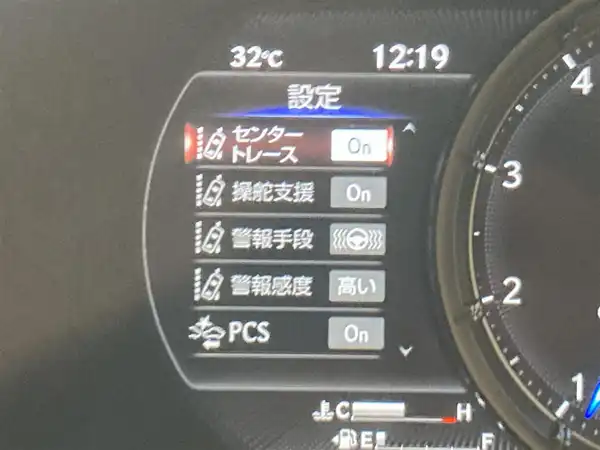 32℃ 12:19
設定
センター
トレース On
操舵支援 On
警報手段
警報感度 高い
PCS On
4
3
2
1
C H
E F